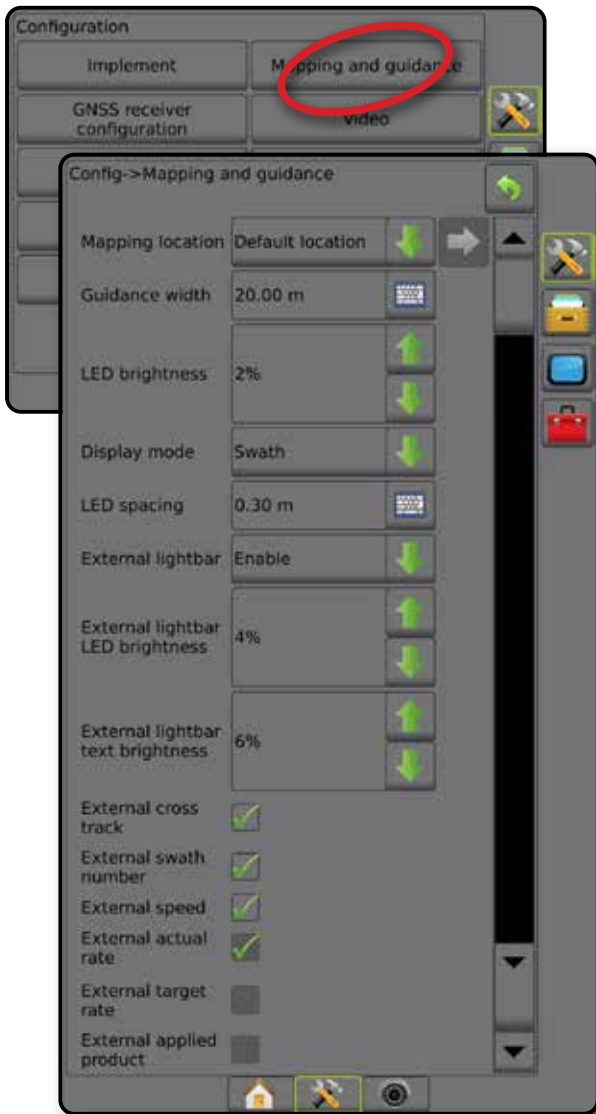 Configuration
Implement
Mapping and guidance
GNSS receiver
configuration
Video
Config->Mapping and guidance
Mapping location
Default location
Guidance width
20.00 m
LED brightness
2%
Display mode
Swath
LED spacing
0.30 m
External lightbar
Enable
External lightbar
LED brightness
4%
External lightbar
text brightness
6%
External cross
track
External swath
number
External speed
External actual
rate
External target
rate
External applied
product